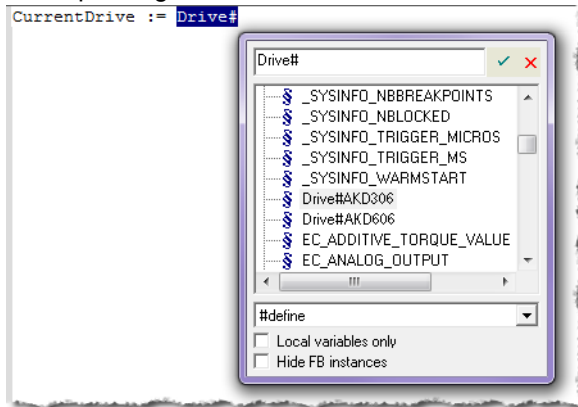 CurrentDrive := Drive#
Drive#
_SYSINFO_NBBREAKPOINTS
_SYSINFO_NBLOCKED
_SYSINFO_TRIGGER_MICROS
_SYSINFO_TRIGGER_MS
_SYSINFO_WARMSTART
Drive#AKD306
Drive#AKD606
EC_ADDITIVE_TORQUE_VALUE
EC_ANALOG_OUTPUT
#define
Local variables only
Hide FB instances